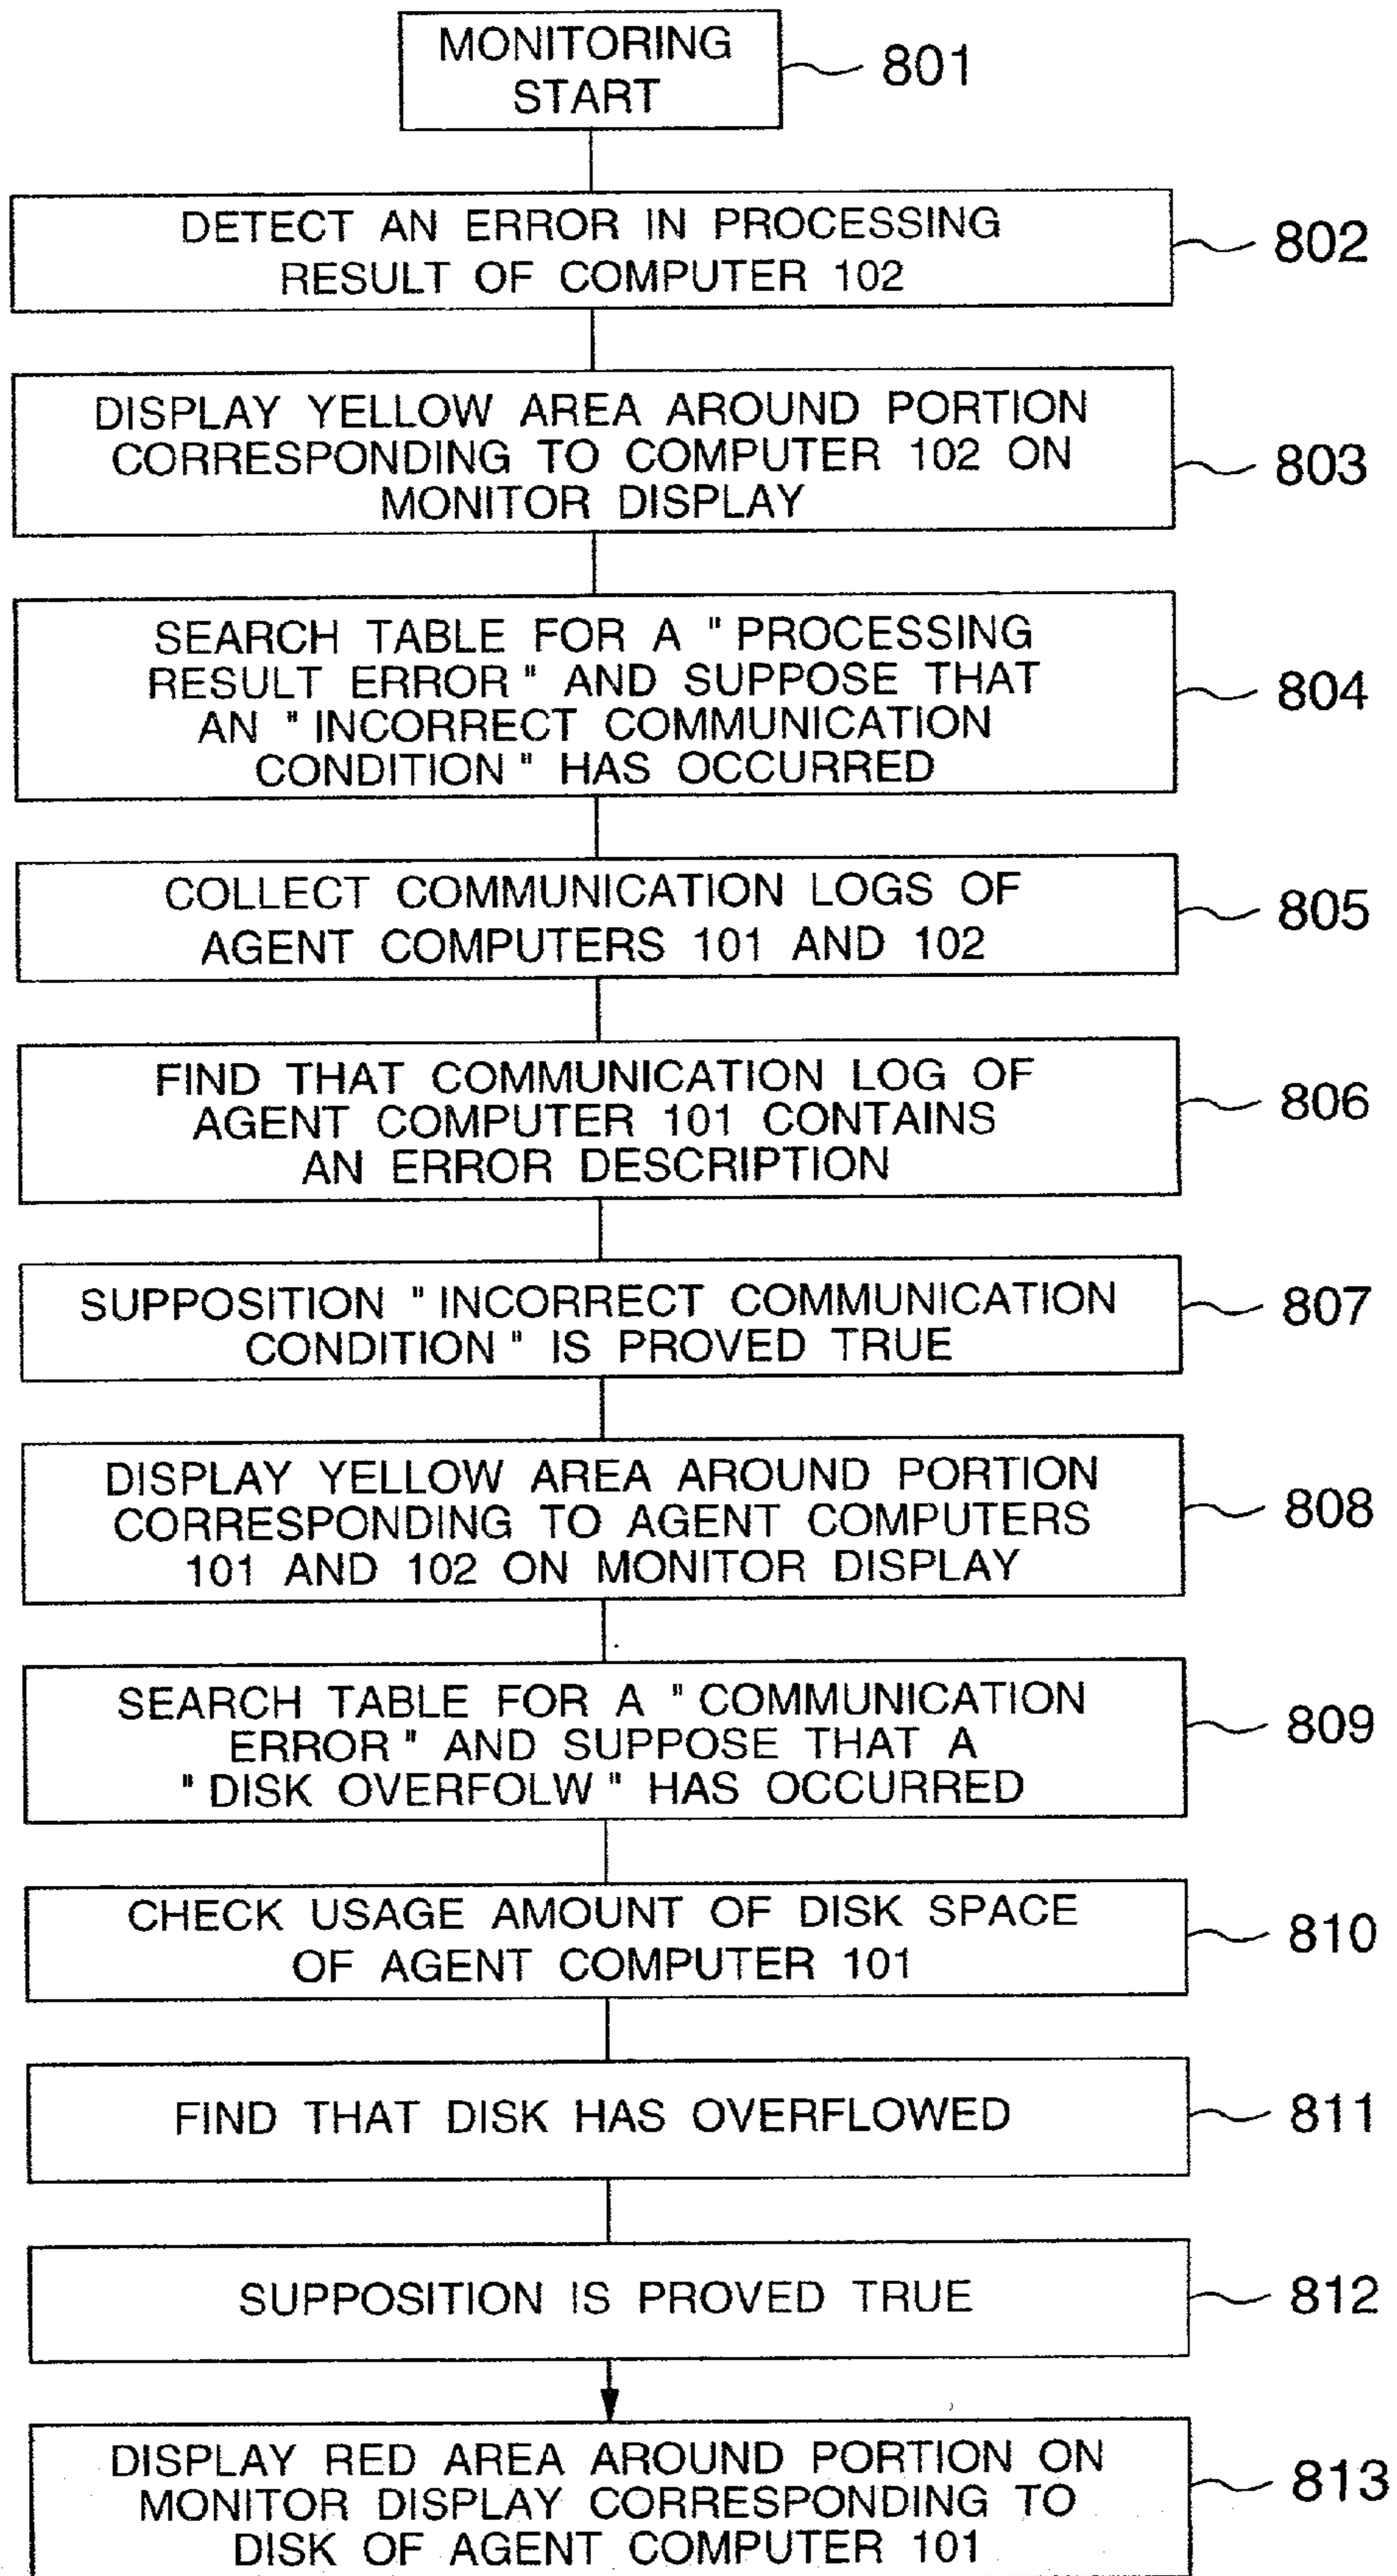 MONITORING
START
801
DETECT AN ERROR IN PROCESSING
RESULT OF COMPUTER 102
802
DISPLAY YELLOW AREA AROUND PORTION
CORRESPONDING TO COMPUTER 102 ON
MONITOR DISPLAY
803
SEARCH TABLE FOR A "PROCESSING
RESULT ERROR" AND SUPPOSE THAT
AN "INCORRECT COMMUNICATION
CONDITION" HAS OCCURRED
804
COLLECT COMMUNICATION LOGS OF
AGENT COMPUTERS 101 AND 102
805
FIND THAT COMMUNICATION LOG OF
AGENT COMPUTER 101 CONTAINS
AN ERROR DESCRIPTION
806
SUPPOSITION "INCORRECT COMMUNICATION
CONDITION" IS PROVED TRUE
807
DISPLAY YELLOW AREA AROUND PORTION
CORRESPONDING TO AGENT COMPUTERS
101 AND 102 ON MONITOR DISPLAY
808
SEARCH TABLE FOR A "COMMUNICATION
ERROR" AND SUPPOSE THAT A
"DISK OVERFOLW" HAS OCCURRED
809
CHECK USAGE AMOUNT OF DISK SPACE
OF AGENT COMPUTER 101
810
FIND THAT DISK HAS OVERFLOWED
811
SUPPOSITION IS PROVED TRUE
812
DISPLAY RED AREA AROUND PORTION ON
MONITOR DISPLAY CORRESPONDING TO
DISK OF AGENT COMPUTER 101
813